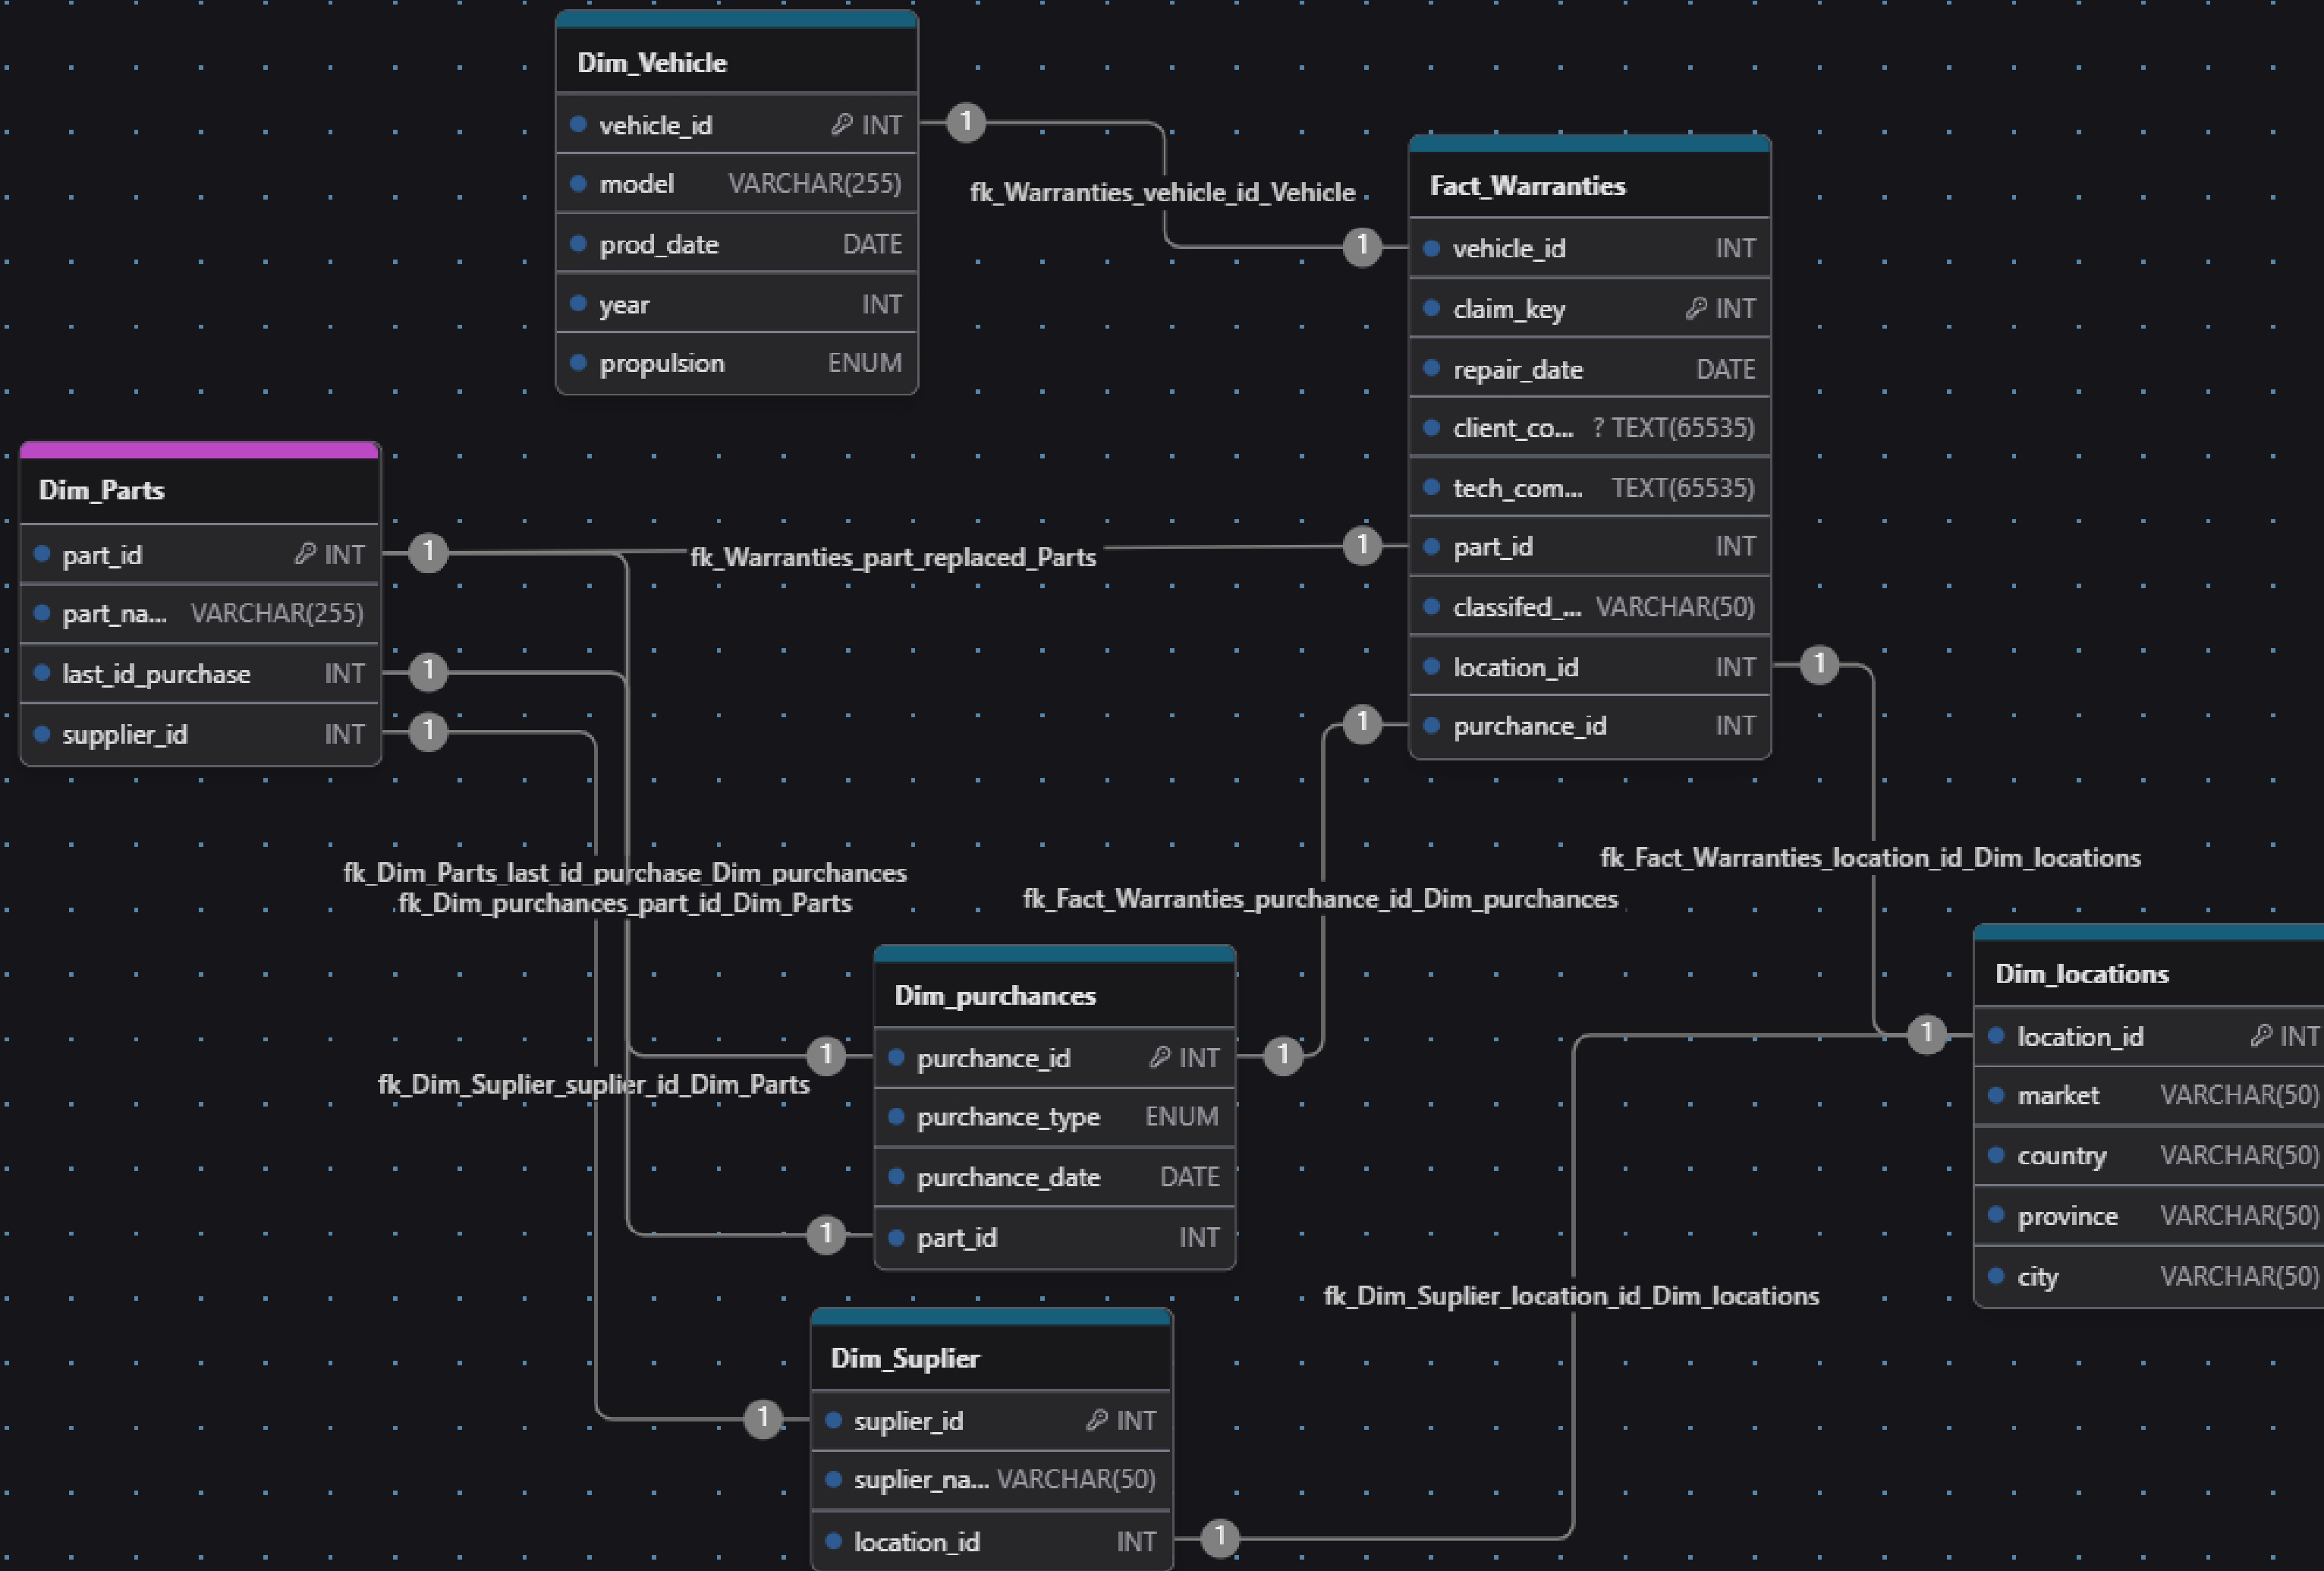 Dim_Vehicle
vehicle_id INT
model VARCHAR(255)
prod_date DATE
year INT
propulsion ENUM
1
fk_Warranties_vehicle_id_Vehicle
1
Fact_Warranties
vehicle_id INT
claim_key INT
repair_date DATE
client_co... ? TEXT(65535)
tech_com... TEXT(65535)
part_id INT
classifed_... VARCHAR(50)
location_id INT
purchance_id INT
Dim_Parts
part_id INT
part_na... VARCHAR(255)
last_id_purchase INT
supplier_id INT
1
fk_Warranties_part_replaced_Parts
1
1
1
1
1
fk_Dim_Parts_last_id_purchase_Dim_purchances
fk_Dim_purchances_part_id_Dim_Parts
fk_Fact_Warranties_purchance_id_Dim_purchances
fk_Fact_Warranties_location_id_Dim_locations
fk_Dim_Suplier_suplier_id_Dim_Parts
Dim_purchances
purchance_id INT
purchance_type ENUM
purchance_date DATE
part_id INT
1
1
1
1
Dim_locations
location_id INT
market VARCHAR(50)
country VARCHAR(50)
province VARCHAR(50)
city VARCHAR(50)
fk_Dim_Suplier_location_id_Dim_locations
Dim_Suplier
suplier_id INT
suplier_na... VARCHAR(50)
location_id INT
1
1